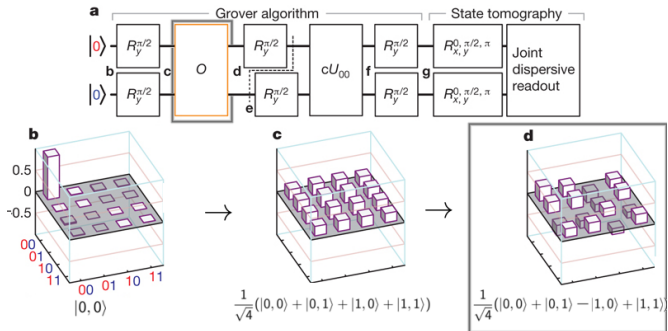 a Grover algorithm State tomography
|0⟩ R_y^{π/2} O R_y^{π/2} cU_{00} R_y^{π/2} R_{x, y}^{0, π/2, π} Joint dispersive readout
b c d f g
|0⟩ R_y^{π/2} e R_y^{π/2} R_y^{π/2} R_{x, y}^{0, π/2, π}
b c d
0.5
0
-0.5
00
01
10
11
00 01 10 11
|0,0⟩
1/√4 (|0,0⟩ + |0,1⟩ + |1,0⟩ + |1,1⟩)
1/√4 (|0,0⟩ + |0,1⟩ − |1,0⟩ + |1,1⟩)